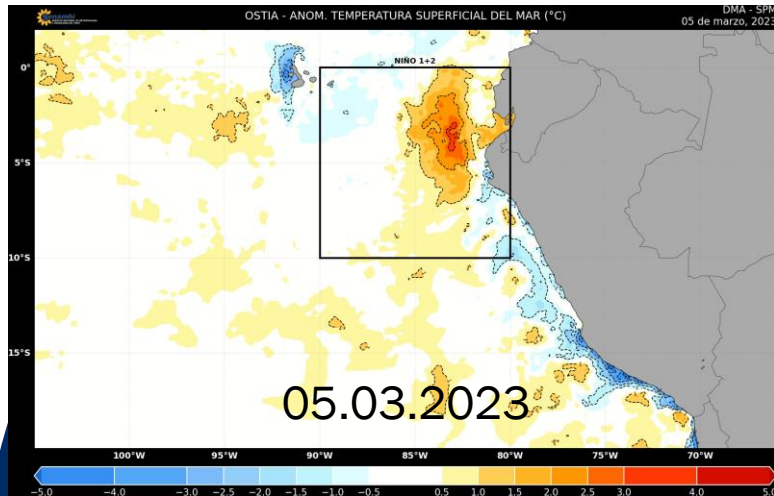 senamhi
OSTIA - ANOM. TEMPERATURA SUPERFICIAL DEL MAR (°C)
DMA - SPM
05 de marzo, 2023
NIÑO 1+2
0°
5°S
10°S
15°S
05.03.2023
100°W 95°W 90°W 85°W 80°W 75°W 70°W
−5.0 −4.0 −3.0 −2.5 −2.0 −1.5 −1.0 −0.5 0.5 1.0 1.5 2.0 2.5 3.0 4.0 5.0